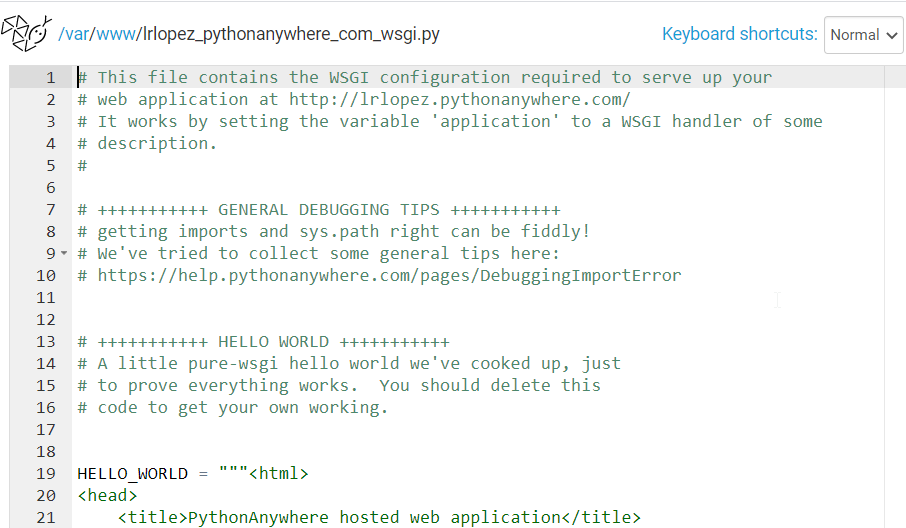 /var/www/lrlopez_pythonanywhere_com_wsgi.py Keyboard shortcuts: Normal
1 # This file contains the WSGI configuration required to serve up your
2 # web application at http://lrlopez.pythonanywhere.com/
3 # It works by setting the variable 'application' to a WSGI handler of some
4 # description.
5 #
6
7 # +++++++++++ GENERAL DEBUGGING TIPS +++++++++++
8 # getting imports and sys.path right can be fiddly!
9 # We've tried to collect some general tips here:
10 # https://help.pythonanywhere.com/pages/DebuggingImportError
11
12
13 # +++++++++++ HELLO WORLD +++++++++++
14 # A little pure-wsgi hello world we've cooked up, just
15 # to prove everything works.  You should delete this
16 # code to get your own working.
17
18
19 HELLO_WORLD = """<html>
20 <head>
21     <title>PythonAnywhere hosted web application</title>